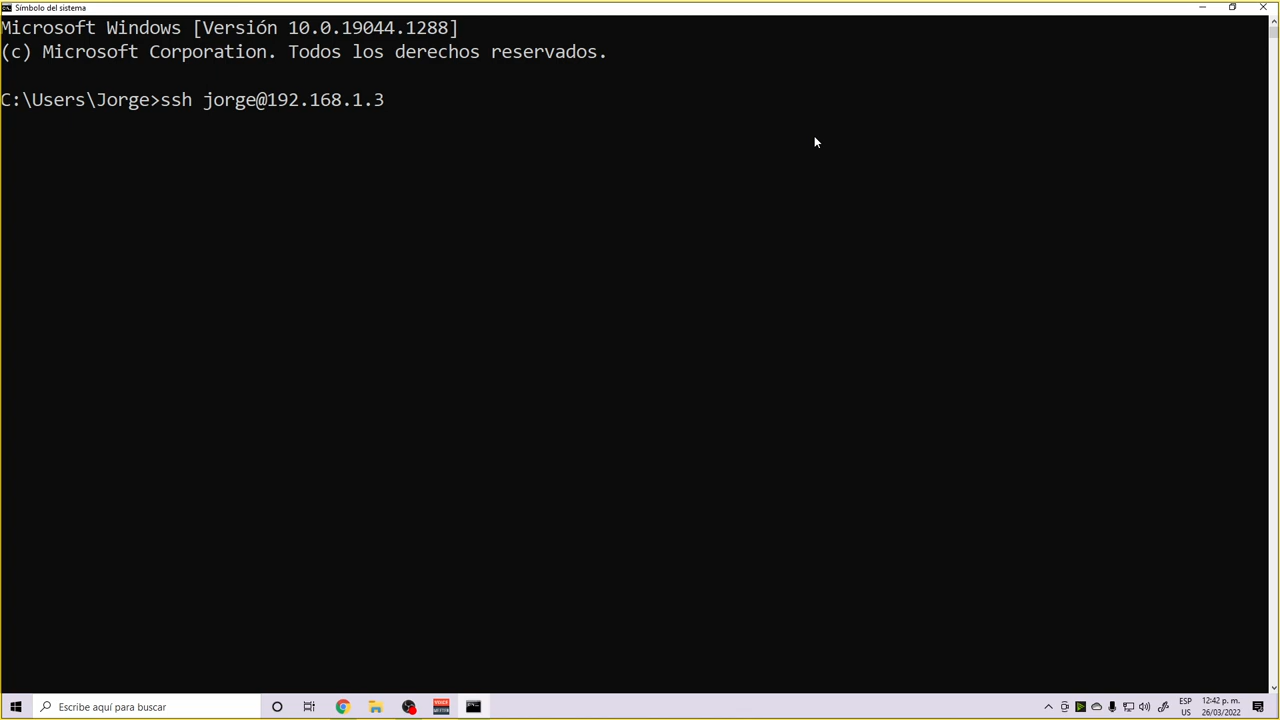 Símbolo del sistema
Microsoft Windows [Versión 10.0.19044.1288]
(c) Microsoft Corporation. Todos los derechos reservados.
C:\Users\Jorge>ssh jorge@192.168.1.3
Escribe aquí para buscar
ESP
US
12:42 p. m.
26/03/2022